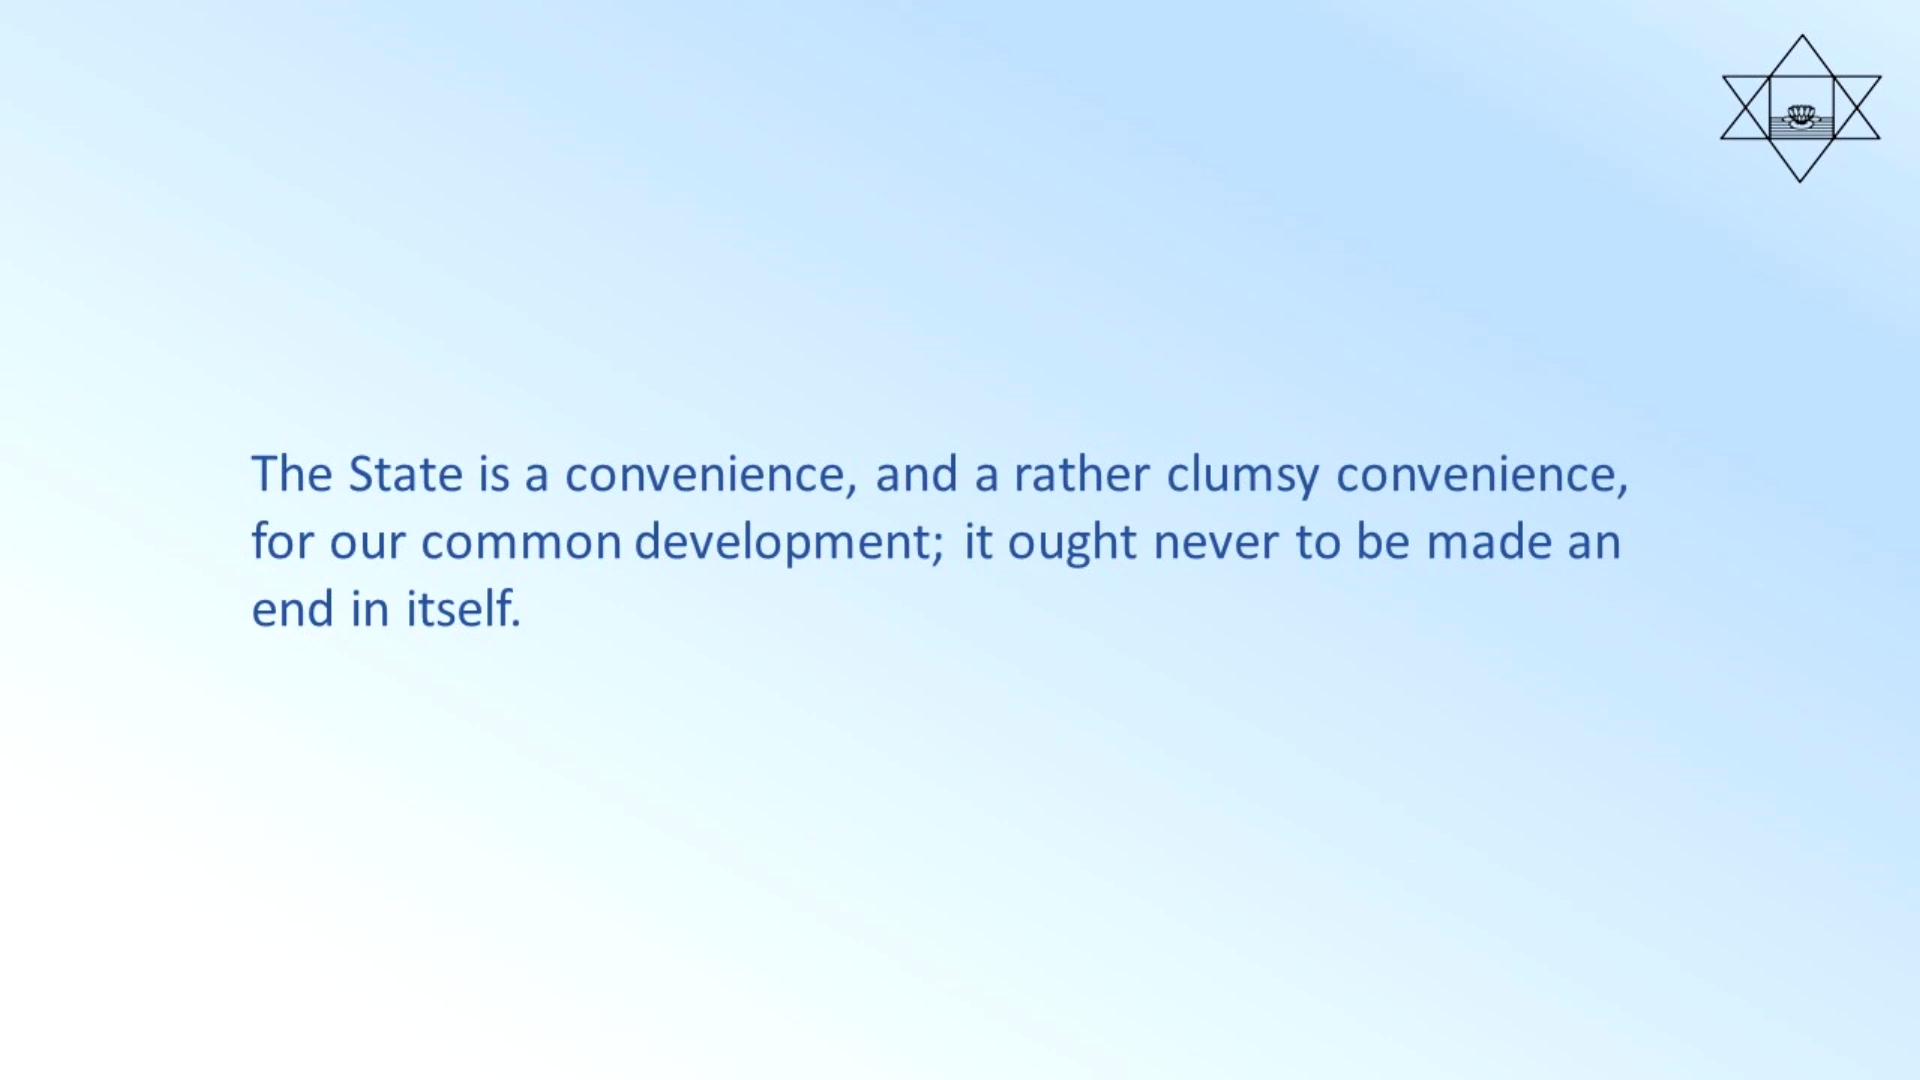 The State is a convenience, and a rather clumsy convenience,
for our common development; it ought never to be made an
end in itself.